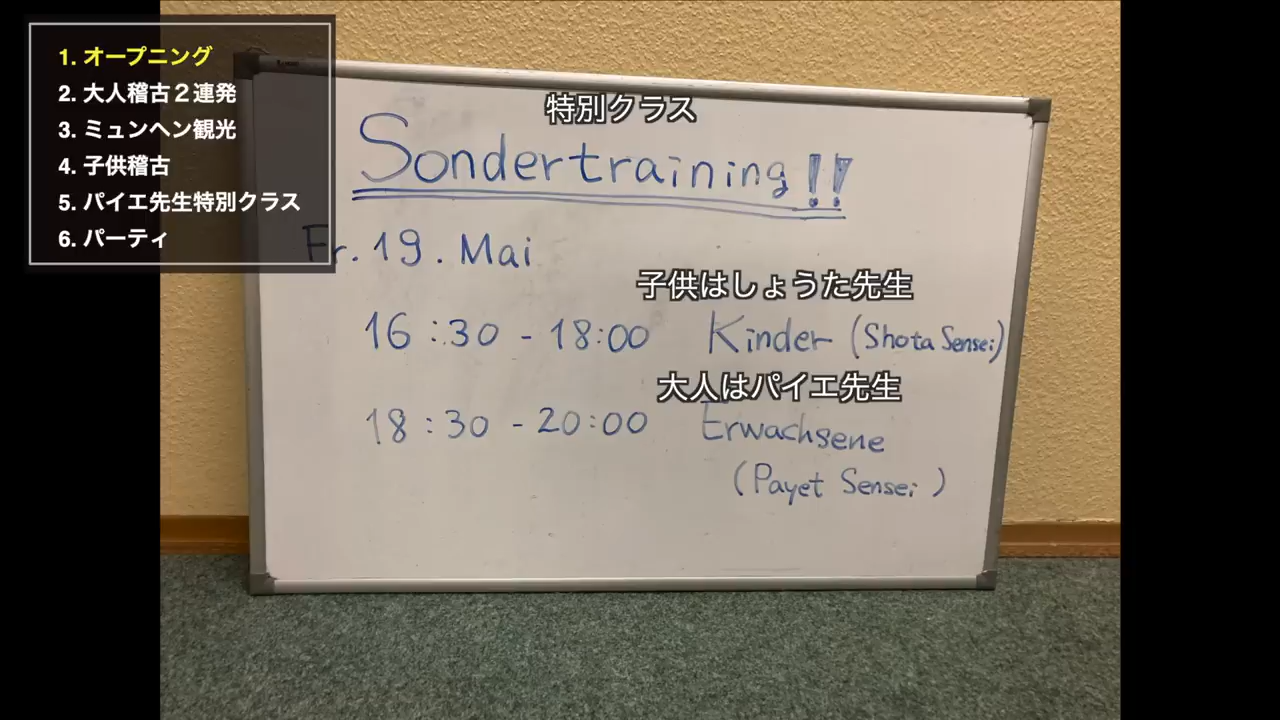 1. オープニング
2. 大人稽古２連発
3. ミュンヘン観光
4. 子供稽古
5. パイエ先生特別クラス
6. パーティ
特別クラス
Sondertraining!!
Fr. 19. Mai
子供はしょうた先生
16:30 - 18:00 Kinder (Shota Sensei)
大人はパイエ先生
18:30 - 20:00 Erwachsene
(Payet Sensei)